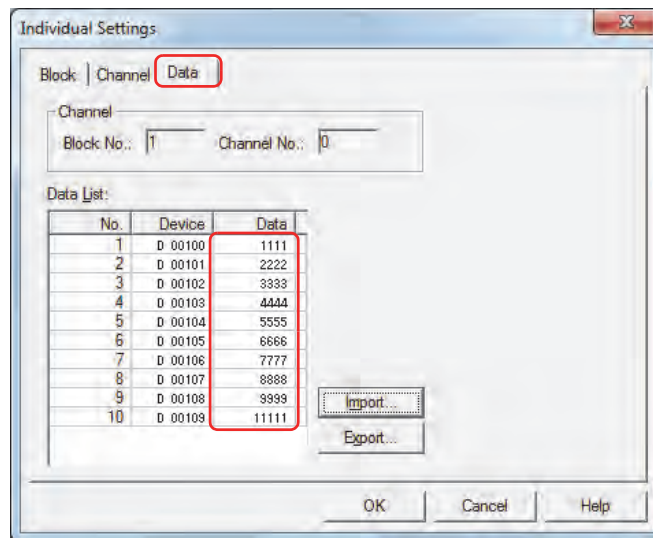 Individual Settings
Block Channel Data
Channel
Block No.: 1 Channel No.: 0
Data List:
No. Device Data
1 D 00100 1111
2 D 00101 2222
3 D 00102 3333
4 D 00103 4444
5 D 00104 5555
6 D 00105 6666
7 D 00106 7777
8 D 00107 8888
9 D 00108 9999
10 D 00109 11111
Import...
Export...
OK Cancel Help